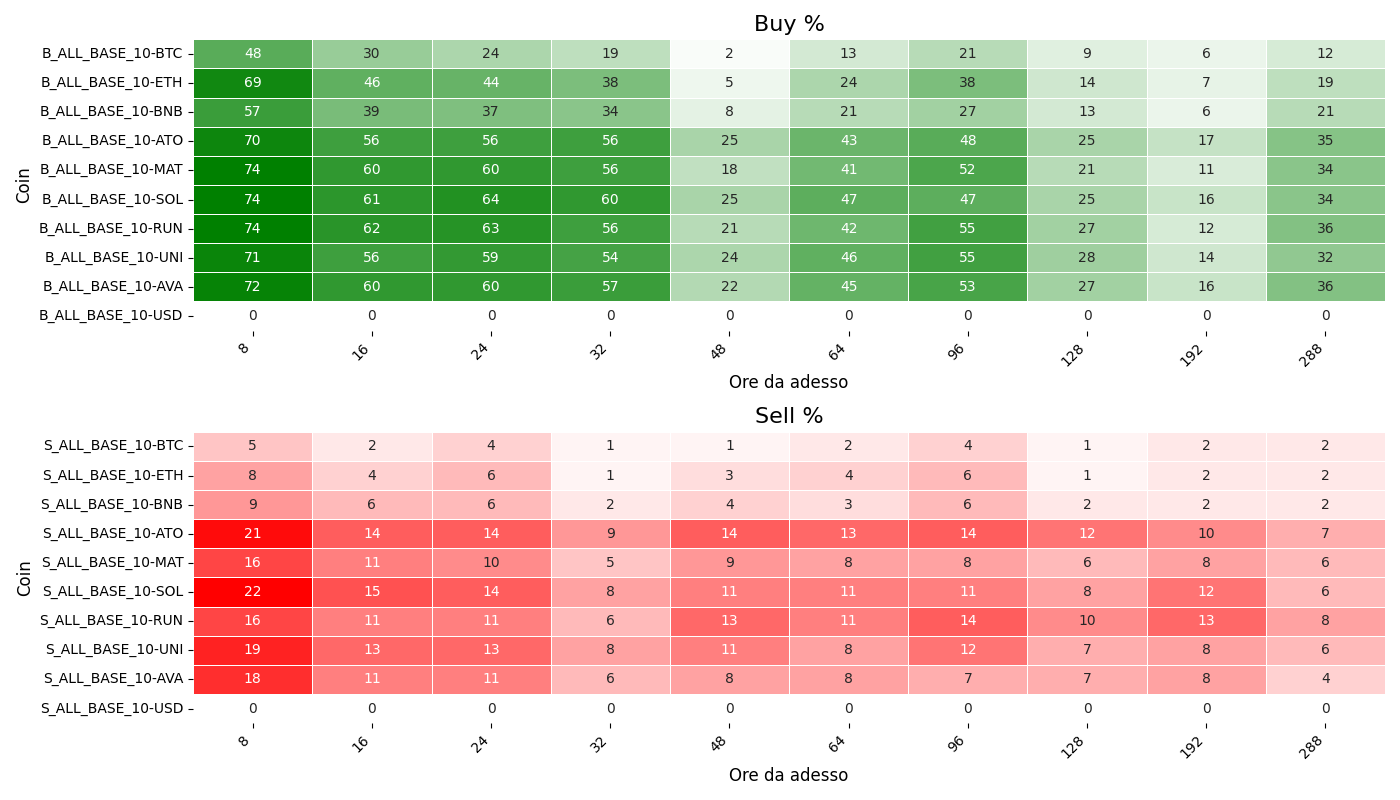 Buy %
Coin
B_ALL_BASE_10-BTC 48 30 24 19 2 13 21 9 6 12
B_ALL_BASE_10-ETH 69 46 44 38 5 24 38 14 7 19
B_ALL_BASE_10-BNB 57 39 37 34 8 21 27 13 6 21
B_ALL_BASE_10-ATO 70 56 56 56 25 43 48 25 17 35
B_ALL_BASE_10-MAT 74 60 60 56 18 41 52 21 11 34
B_ALL_BASE_10-SOL 74 61 64 60 25 47 47 25 16 34
B_ALL_BASE_10-RUN 74 62 63 56 21 42 55 27 12 36
B_ALL_BASE_10-UNI 71 56 59 54 24 46 55 28 14 32
B_ALL_BASE_10-AVA 72 60 60 57 22 45 53 27 16 36
B_ALL_BASE_10-USD 0 0 0 0 0 0 0 0 0 0
8 16 24 32 48 64 96 128 192 288
Ore da adesso
Sell %
Coin
S_ALL_BASE_10-BTC 5 2 4 1 1 2 4 1 2 2
S_ALL_BASE_10-ETH 8 4 6 1 3 4 6 1 2 2
S_ALL_BASE_10-BNB 9 6 6 2 4 3 6 2 2 2
S_ALL_BASE_10-ATO 21 14 14 9 14 13 14 12 10 7
S_ALL_BASE_10-MAT 16 11 10 5 9 8 8 6 8 6
S_ALL_BASE_10-SOL 22 15 14 8 11 11 11 8 12 6
S_ALL_BASE_10-RUN 16 11 11 6 13 11 14 10 13 8
S_ALL_BASE_10-UNI 19 13 13 8 11 8 12 7 8 6
S_ALL_BASE_10-AVA 18 11 11 6 8 8 7 7 8 4
S_ALL_BASE_10-USD 0 0 0 0 0 0 0 0 0 0
8 16 24 32 48 64 96 128 192 288
Ore da adesso